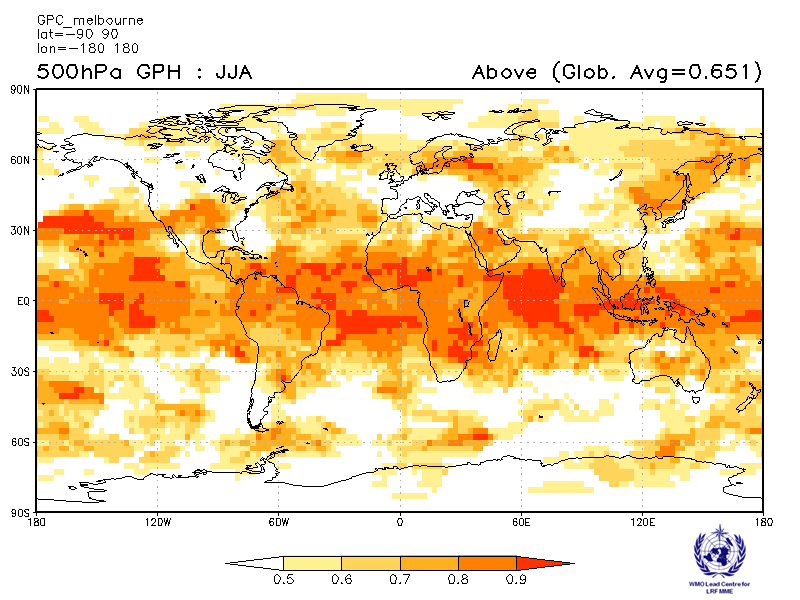 GPC_melbourne
lat=-90 90
lon=-180 180
500hPa GPH : JJA
Above (Glob. Avg=0.651)
90N
60N
30N
EQ
30S
60S
90S
180 120W 60W 0 60E 120E 180
0.5 0.6 0.7 0.8 0.9
WMO Lead Centre for
LRF MME